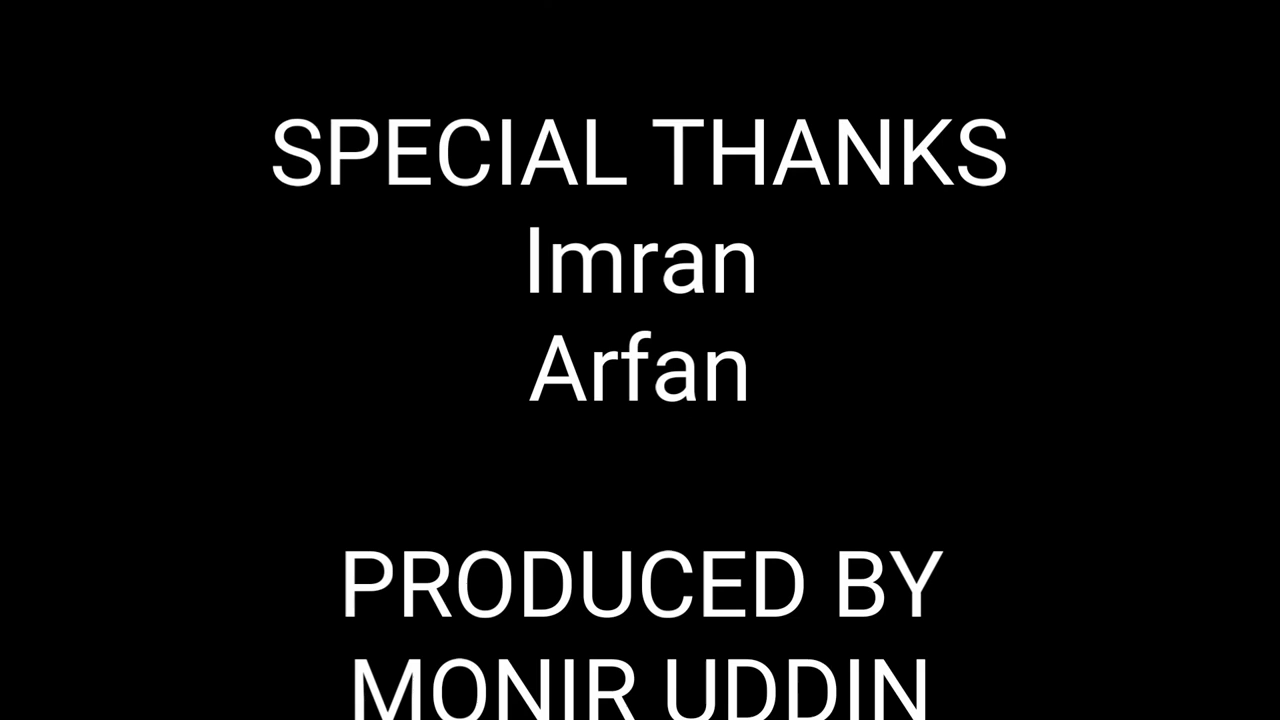 SPECIAL THANKS
Imran
Arfan
PRODUCED BY
MONIR UDDIN